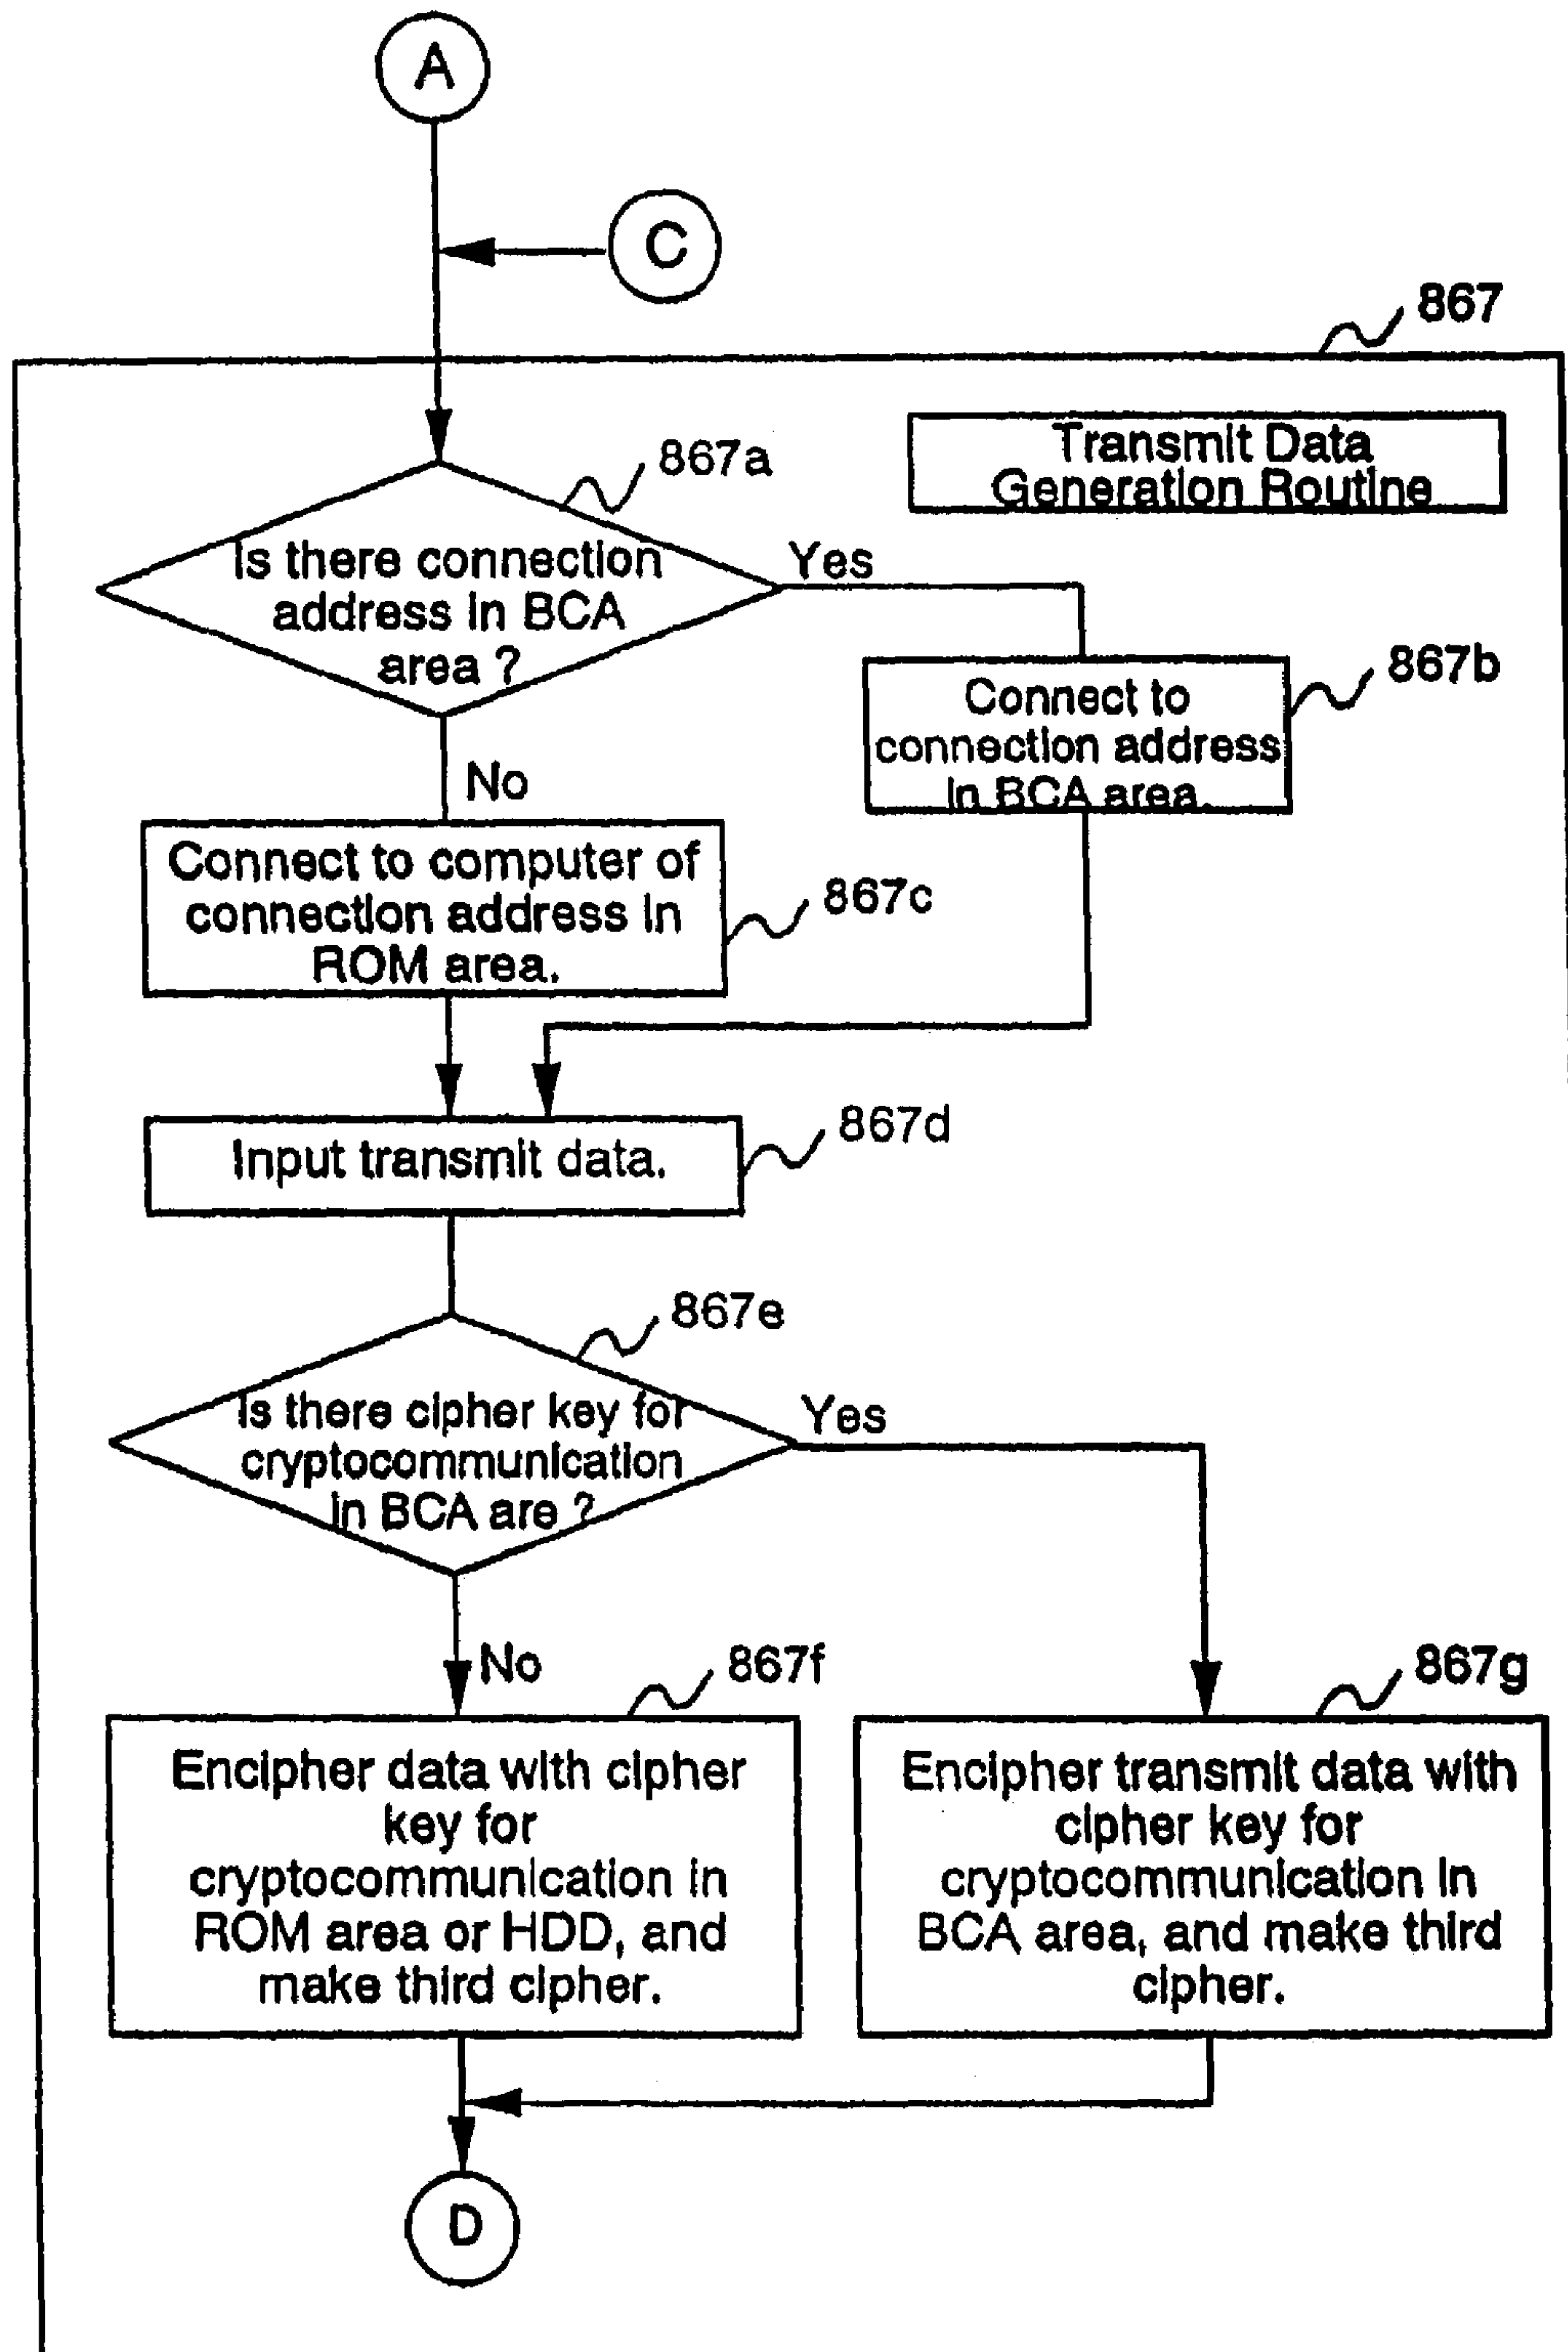 A
C
867
Transmit Data
Generation Routine
867a
Is there connection
address in BCA
area ?
Yes
867b
Connect to
connection address
in BCA area.
No
Connect to computer of
connection address in
ROM area.
867c
Input transmit data.
867d
867e
Is there cipher key for
cryptocommunication
in BCA are ?
Yes
No
867f
867g
Encipher data with cipher
key for
cryptocommunication in
ROM area or HDD, and
make third cipher.
Encipher transmit data with
cipher key for
cryptocommunication in
BCA area, and make third
cipher.
D